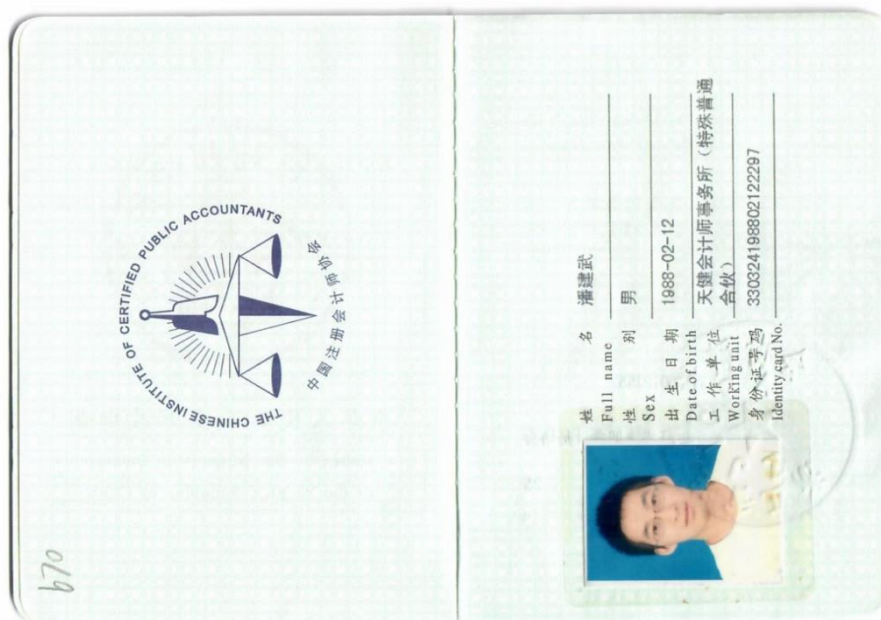 THE CHINESE INSTITUTE OF CERTIFIED PUBLIC ACCOUNTANTS
中国注册会计师协会
姓 名 潘建武
Full name
性 别 男
Sex
出 生 日 期 1988-02-12
Date of birth
工 作 单 位 天健会计师事务所（特殊普通
Working unit 合伙）
身份证号码 330324198802122297
Identity card No.